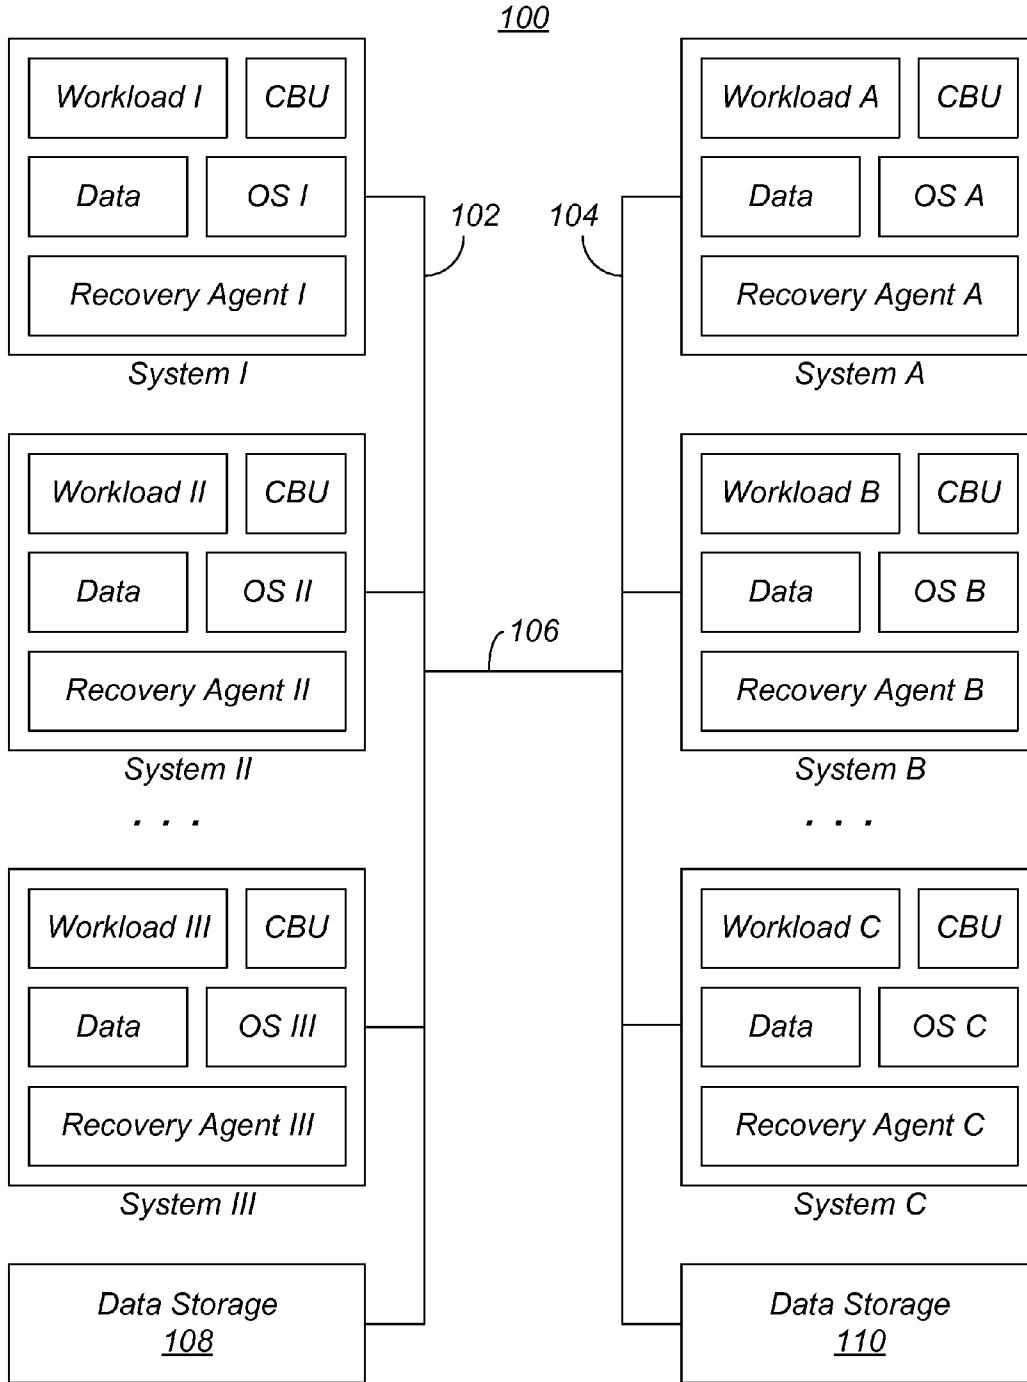 100
Workload I
CBU
Data
OS I
Recovery Agent I
System I
Workload A
CBU
Data
OS A
Recovery Agent A
System A
102
104
Workload II
CBU
Data
OS II
Recovery Agent II
System II
. . .
Workload B
CBU
Data
OS B
Recovery Agent B
System B
. . .
106
Workload III
CBU
Data
OS III
Recovery Agent III
System III
Workload C
CBU
Data
OS C
Recovery Agent C
System C
Data Storage
108
Data Storage
110